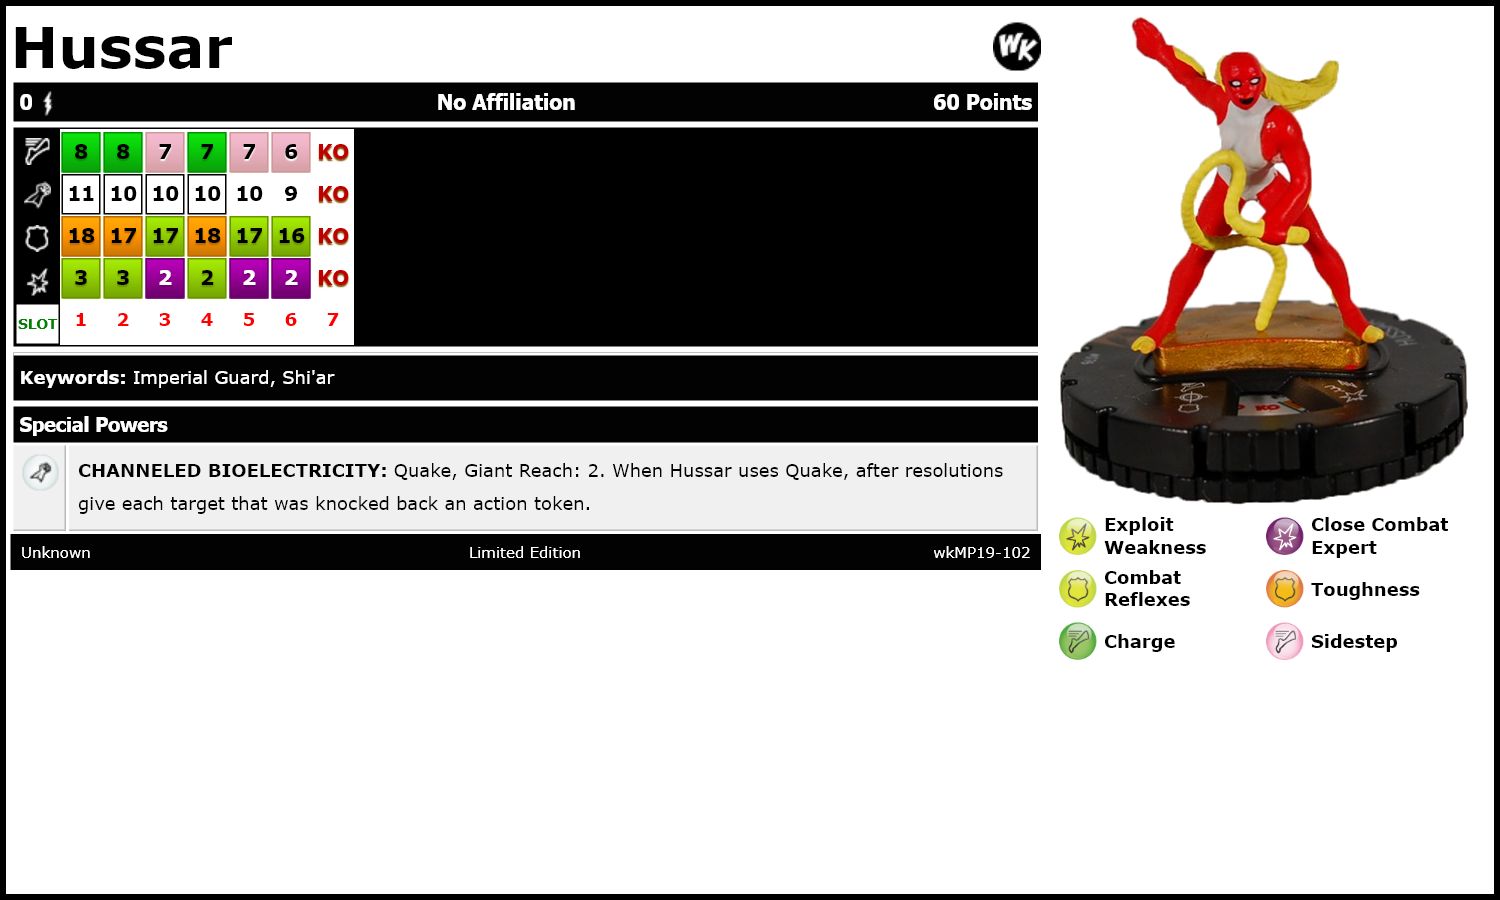 Hussar
WK
0 No Affiliation 60 Points
8 8 7 7 7 6 KO
11 10 10 10 10 9 KO
18 17 17 18 17 16 KO
3 3 2 2 2 2 KO
SLOT 1 2 3 4 5 6 7
Keywords: Imperial Guard, Shi'ar
Special Powers
CHANNELED BIOELECTRICITY: Quake, Giant Reach: 2. When Hussar uses Quake, after resolutions
give each target that was knocked back an action token.
Unknown Limited Edition wkMP19-102
KO
Exploit
Weakness
Close Combat
Expert
Combat
Reflexes
Toughness
Charge
Sidestep